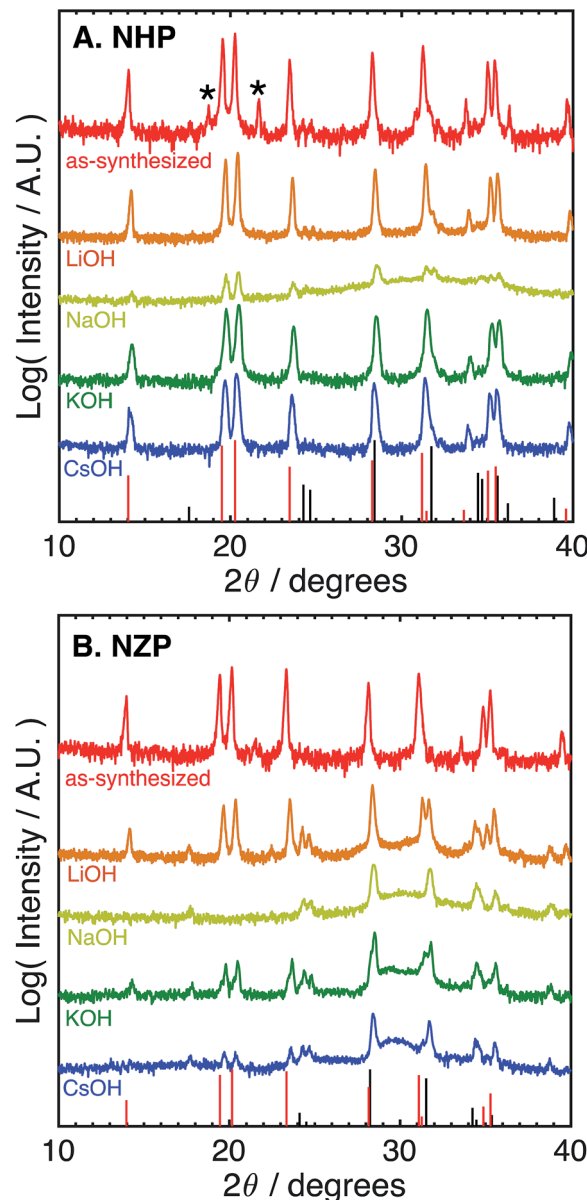 A. NHP
*
*
as-synthesized
LiOH
NaOH
KOH
CsOH
Log( Intensity / A.U. )
10
20
30
40
2θ / degrees
B. NZP
as-synthesized
LiOH
NaOH
KOH
CsOH
Log( Intensity / A.U. )
10
20
30
40
2θ / degrees